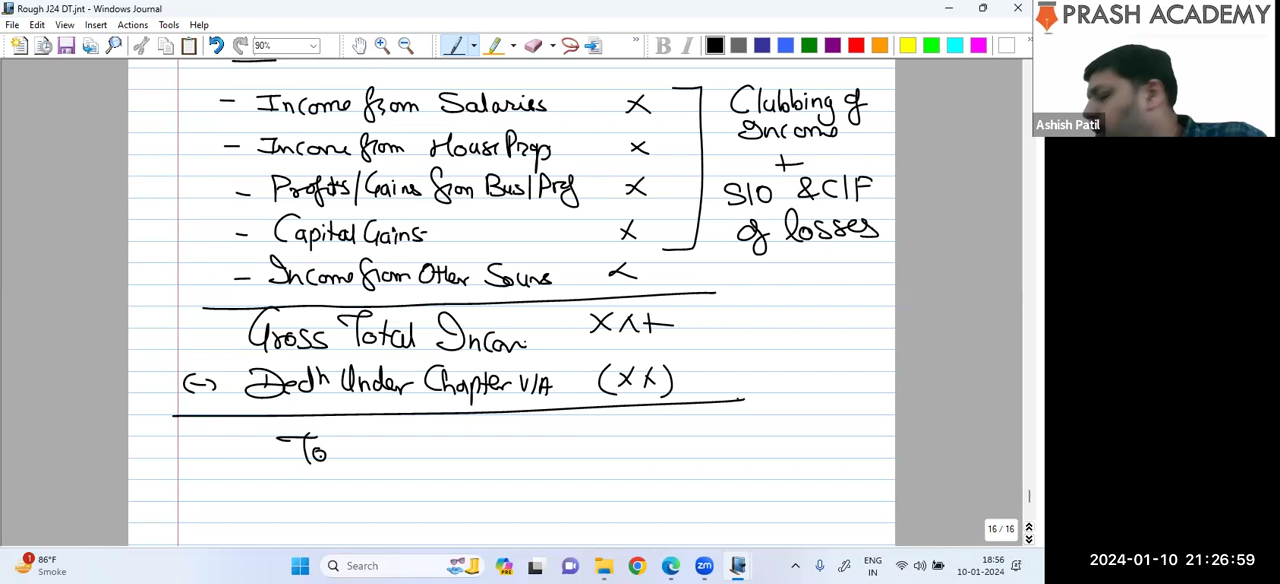 Rough J24 DT.jnt - Windows Journal
File Edit View Insert Actions Tools Help
90%
- Income from Salaries X
- Income from House Prop X
- Profits/Gains from Bus/Prof X
- Capital Gains X
- Income from Other X
Clubbing of
Income
+
S/O & C/F
of losses
Gross Total Incom XXX
(-) Dedn Under Chapter VIA (XX)
To
16 / 16
PRASH ACADEMY
Ashish Patil
1
86°F
Smoke
Search
ENG
IN
18:56
10-01-2024
2024-01-10 21:26:59